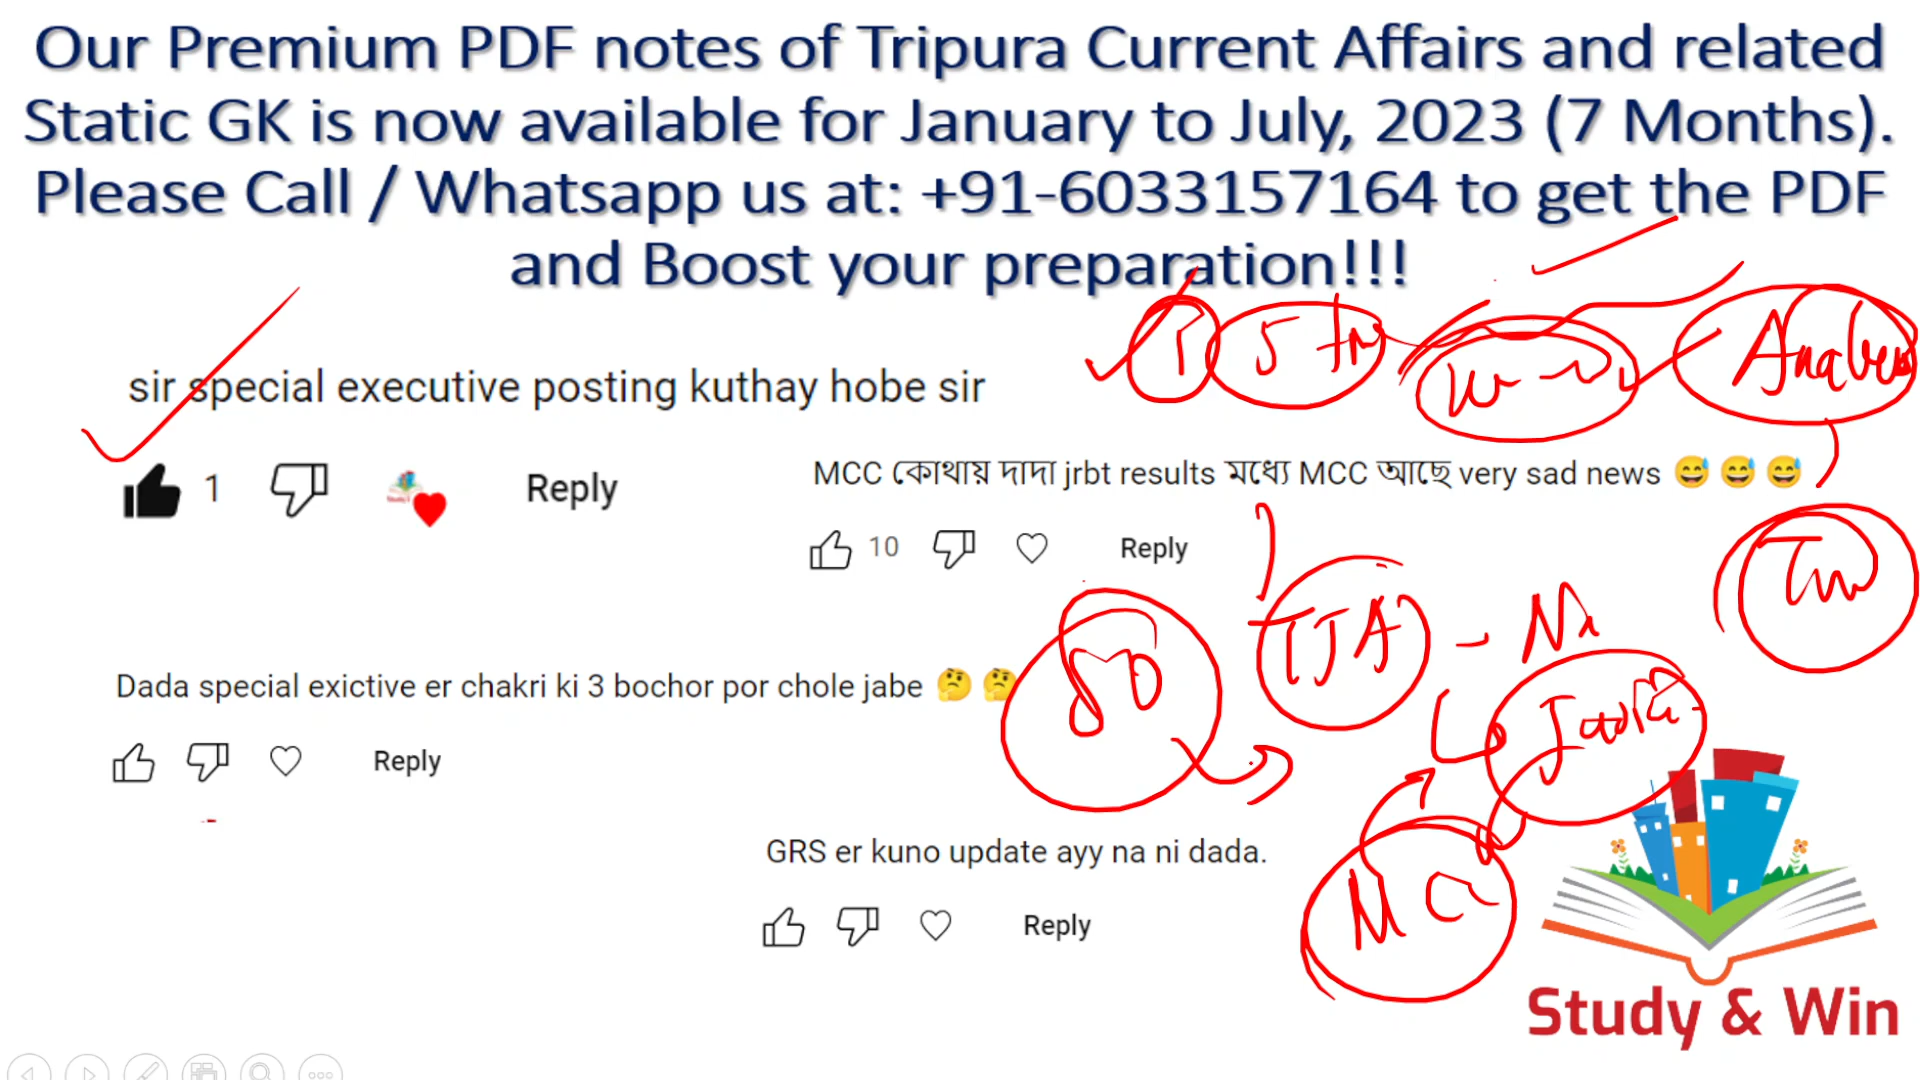 Our Premium PDF notes of Tripura Current Affairs and related
Static GK is now available for January to July, 2023 (7 Months).
Please Call / Whatsapp us at: +91-6033157164 to get the PDF
and Boost your preparation!!!
sir special executive posting kuthay hobe sir
1 Reply
MCC কোথায় দাদা jrbt results মধ্যে MCC আছে very sad news 😅 😅 😅
10 Reply
TJA
Dada special exictive er chakri ki 3 bochor por chole jabe 🤔 🤔
Reply
GRS er kuno update ayy na ni dada.
Reply
Study & Win